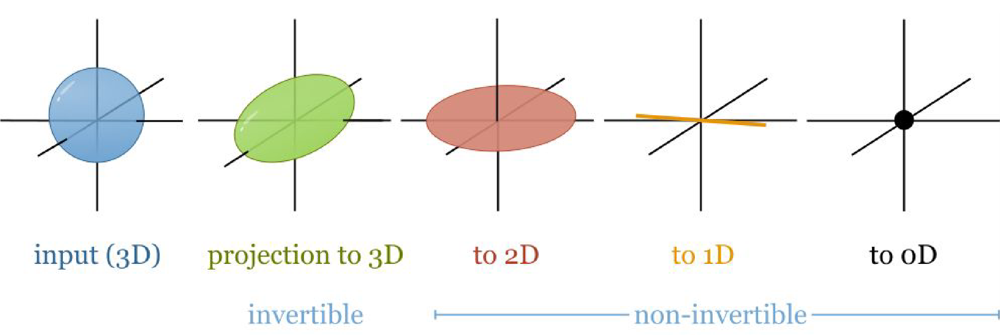 input (3D)
projection to 3D
to 2D
to 1D
to 0D
invertible
non-invertible